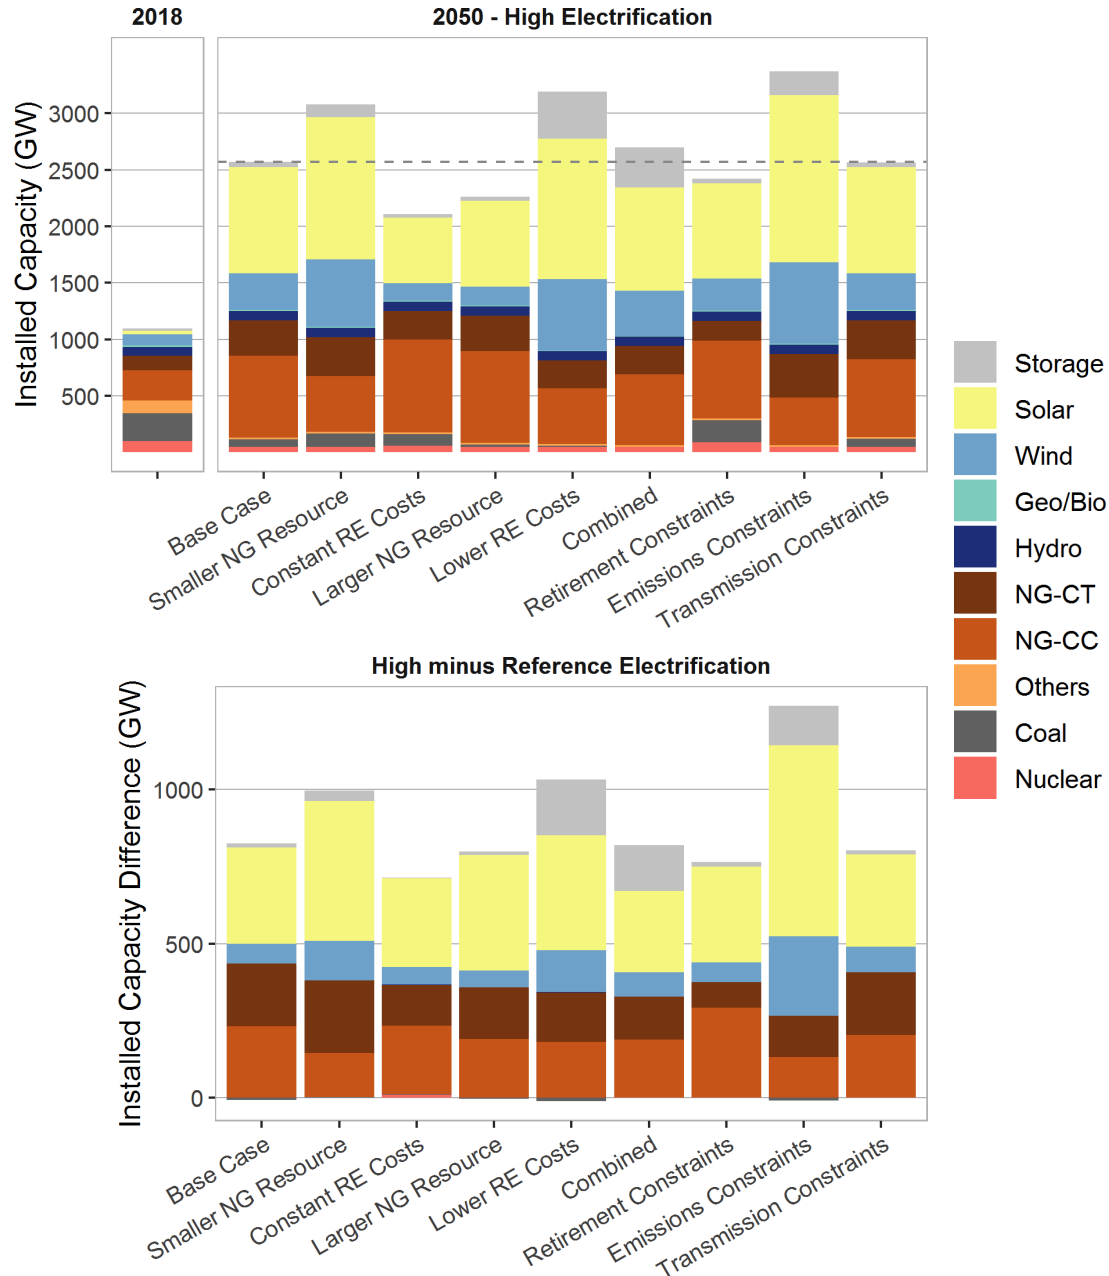 2018
2050 - High Electrification
Installed Capacity (GW)
3000
2500
2000
1500
1000
500
Base Case
Smaller NG Resource
Constant RE Costs
Larger NG Resource
Lower RE Costs
Combined
Retirement Constraints
Emissions Constraints
Transmission Constraints
Storage
Solar
Wind
Geo/Bio
Hydro
NG-CT
NG-CC
Others
Coal
Nuclear
High minus Reference Electrification
Installed Capacity Difference (GW)
1000
500
0
Base Case
Smaller NG Resource
Constant RE Costs
Larger NG Resource
Lower RE Costs
Combined
Retirement Constraints
Emissions Constraints
Transmission Constraints